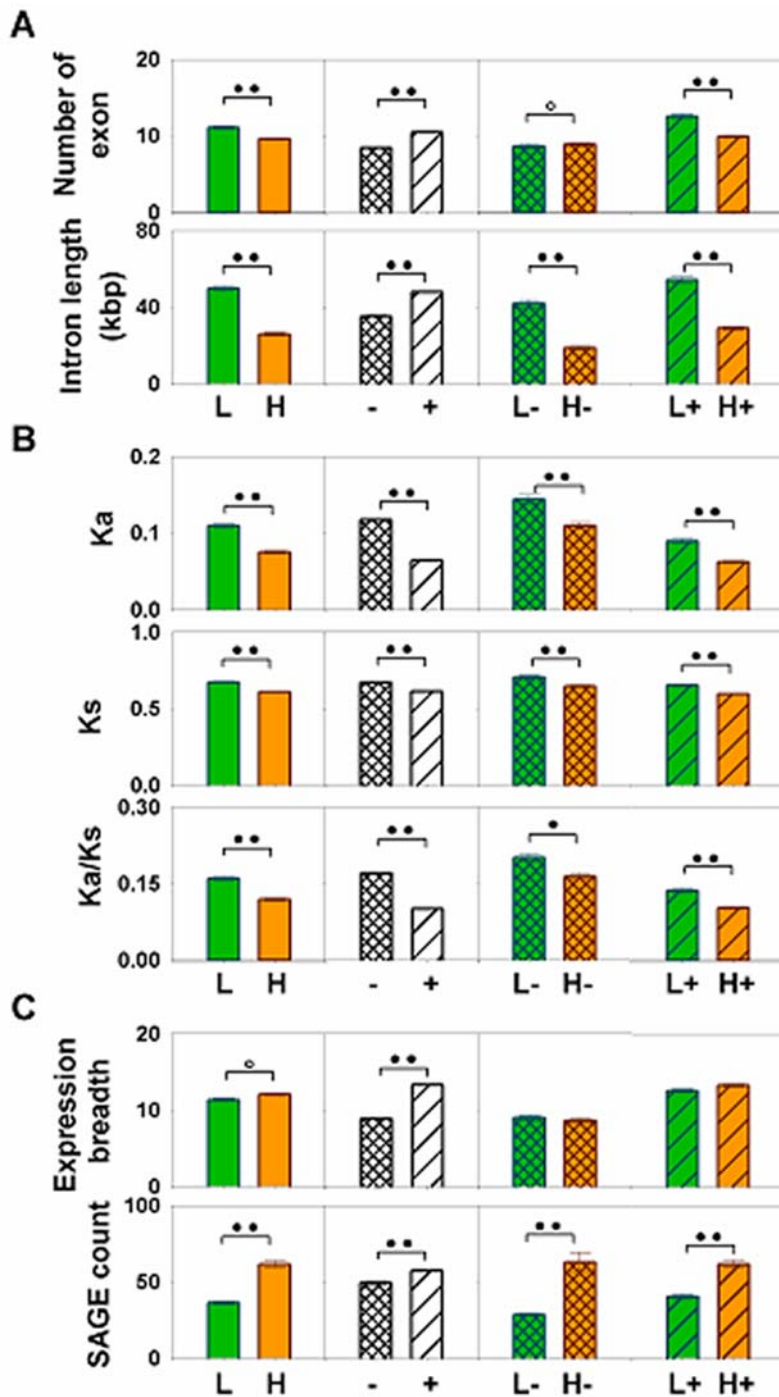 A
Number of
exon
20
10
0
Intron length
(kbp)
80
40
0
L H - + L- H- L+ H+
B
Ka
0.2
0.1
0.0
Ks
1.0
0.5
0.0
Ka/Ks
0.30
0.15
0.00
L H - + L- H- L+ H+
C
Expression
breadth
20
10
0
SAGE count
100
50
0
L H - + L- H- L+ H+